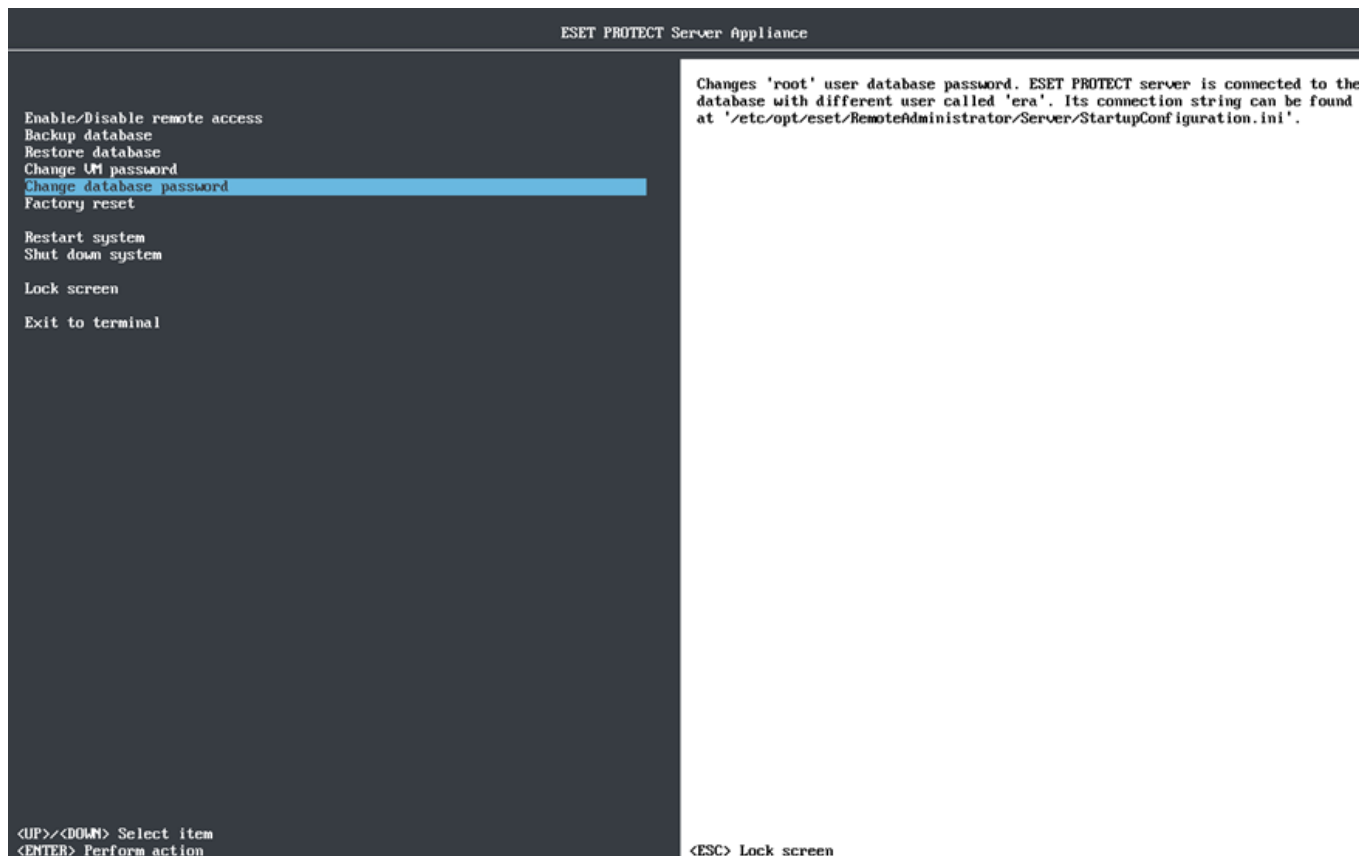 ESET PROTECT Server Appliance
Enable/Disable remote access
Backup database
Restore database
Change VM password
Change database password
Factory reset
Restart system
Shut down system
Lock screen
Exit to terminal
<UP>/<DOWN> Select item
<ENTER> Perform action
Changes 'root' user database password. ESET PROTECT server is connected to the
database with different user called 'era'. Its connection string can be found
at '/etc/opt/eset/RemoteAdministrator/Server/StartupConfiguration.ini'.
<ESC> Lock screen